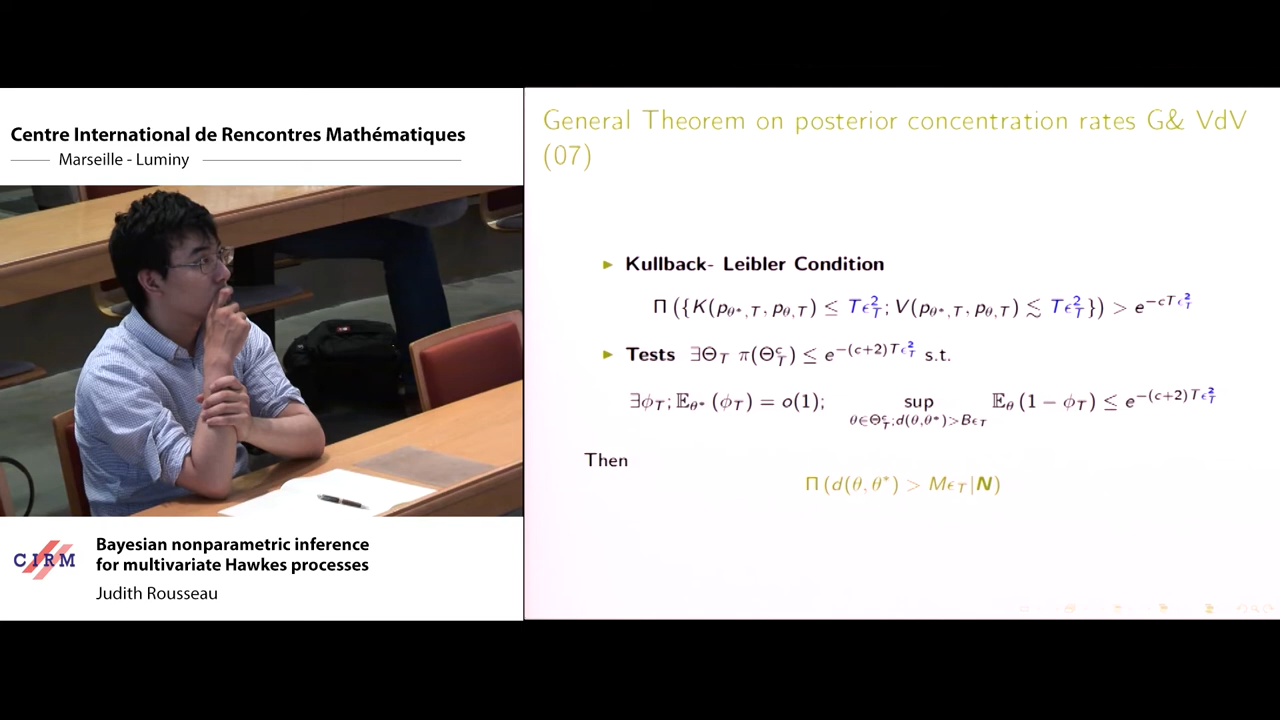 Centre International de Rencontres Mathématiques
Marseille - Luminy
General Theorem on posterior concentration rates G& VdV
(07)
► Kullback- Leibler Condition
Π ({K(p_{θ*,T}, p_{θ,T}) ≤ Tϵ_T^2; V(p_{θ*,T}, p_{θ,T}) ≲ Tϵ_T^2}) > e^{-cTϵ_T^2}
► Tests ∃Θ_T π(Θ_T^c) ≤ e^{-(c+2)Tϵ_T^2} s.t.
∃ϕ_T; 𝔼_{θ*} (ϕ_T) = o(1); sup_{θ∈Θ_T^c;d(θ,θ*)>Bϵ_T} 𝔼_θ (1 − ϕ_T) ≤ e^{-(c+2)Tϵ_T^2}
Then
Π (d(θ, θ*) > Mϵ_T|N)
CIRM
Bayesian nonparametric inference
for multivariate Hawkes processes
Judith Rousseau